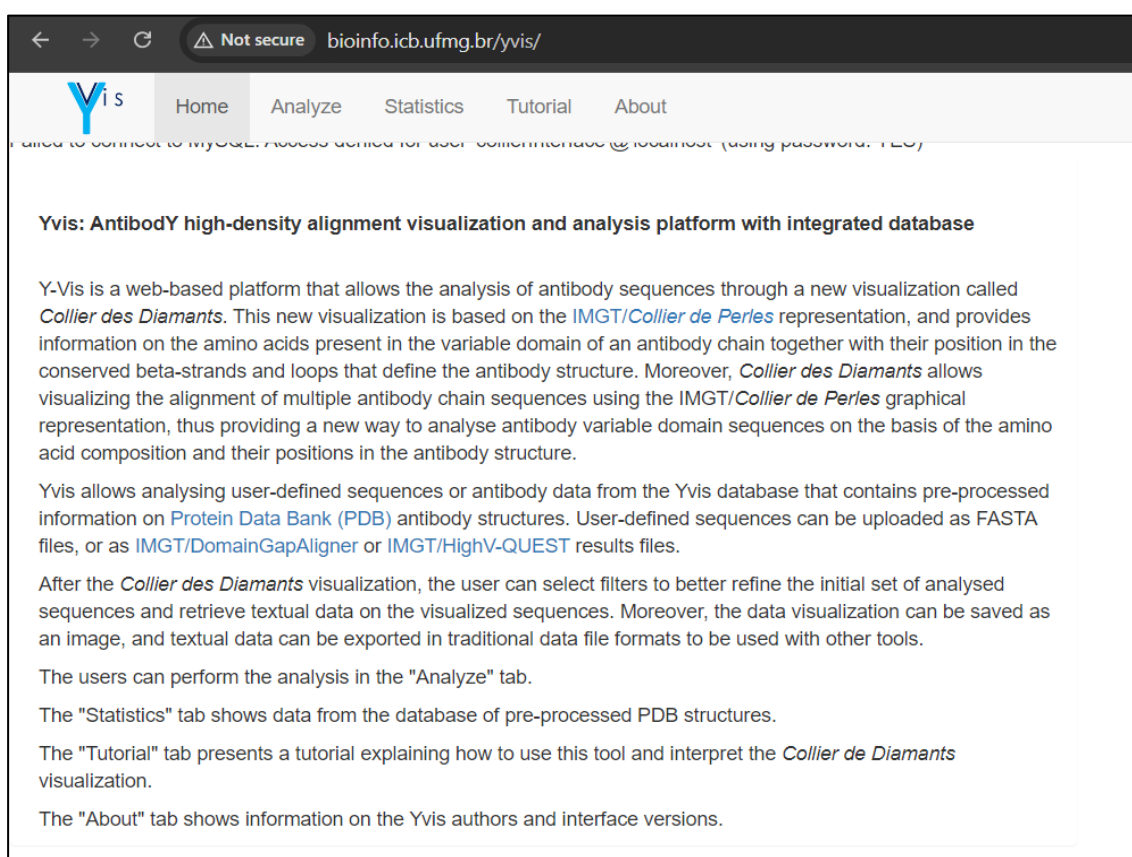 Not secure bioinfo.icb.ufmg.br/yvis/
Yvis Home Analyze Statistics Tutorial About
Failed to connect to MySQL: Access denied for user 'collierinterface'@'localhost' (using password: YES)
Yvis: AntibodY high-density alignment visualization and analysis platform with integrated database
Y-Vis is a web-based platform that allows the analysis of antibody sequences through a new visualization called
Collier des Diamants. This new visualization is based on the IMGT/Collier de Perles representation, and provides
information on the amino acids present in the variable domain of an antibody chain together with their position in the
conserved beta-strands and loops that define the antibody structure. Moreover, Collier des Diamants allows
visualizing the alignment of multiple antibody chain sequences using the IMGT/Collier de Perles graphical
representation, thus providing a new way to analyse antibody variable domain sequences on the basis of the amino
acid composition and their positions in the antibody structure.
Yvis allows analysing user-defined sequences or antibody data from the Yvis database that contains pre-processed
information on Protein Data Bank (PDB) antibody structures. User-defined sequences can be uploaded as FASTA
files, or as IMGT/DomainGapAligner or IMGT/HighV-QUEST results files.
After the Collier des Diamants visualization, the user can select filters to better refine the initial set of analysed
sequences and retrieve textual data on the visualized sequences. Moreover, the data visualization can be saved as
an image, and textual data can be exported in traditional data file formats to be used with other tools.
The users can perform the analysis in the "Analyze" tab.
The "Statistics" tab shows data from the database of pre-processed PDB structures.
The "Tutorial" tab presents a tutorial explaining how to use this tool and interpret the Collier de Diamants
visualization.
The "About" tab shows information on the Yvis authors and interface versions.